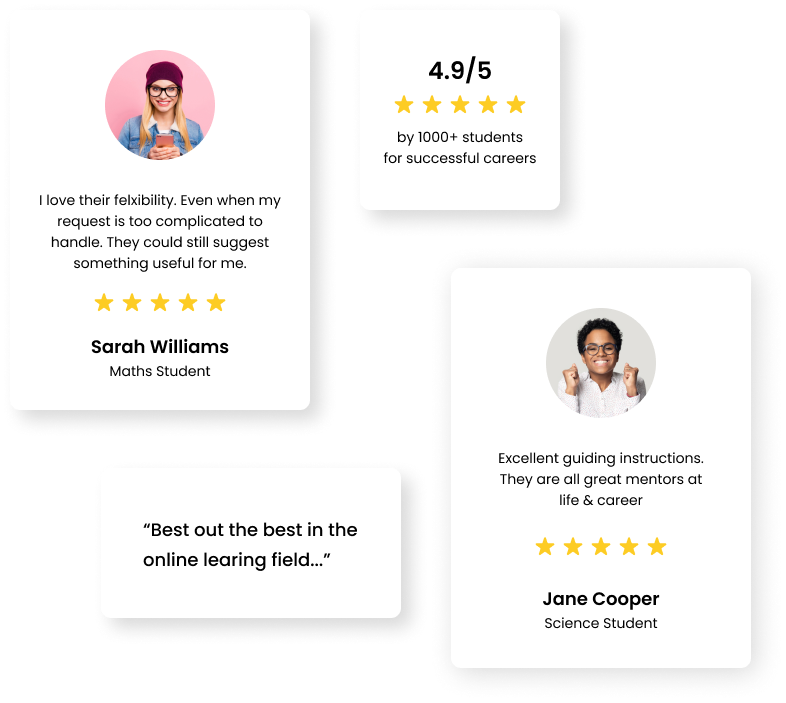 I love their felxibility. Even when my
request is too complicated to
handle. They could still suggest
something useful for me.
Sarah Williams
Maths Student
4.9/5
by 1000+ students
for successful careers
Excellent guiding instructions.
They are all great mentors at
life & career
Jane Cooper
Science Student
“Best out the best in the
online learing field...”